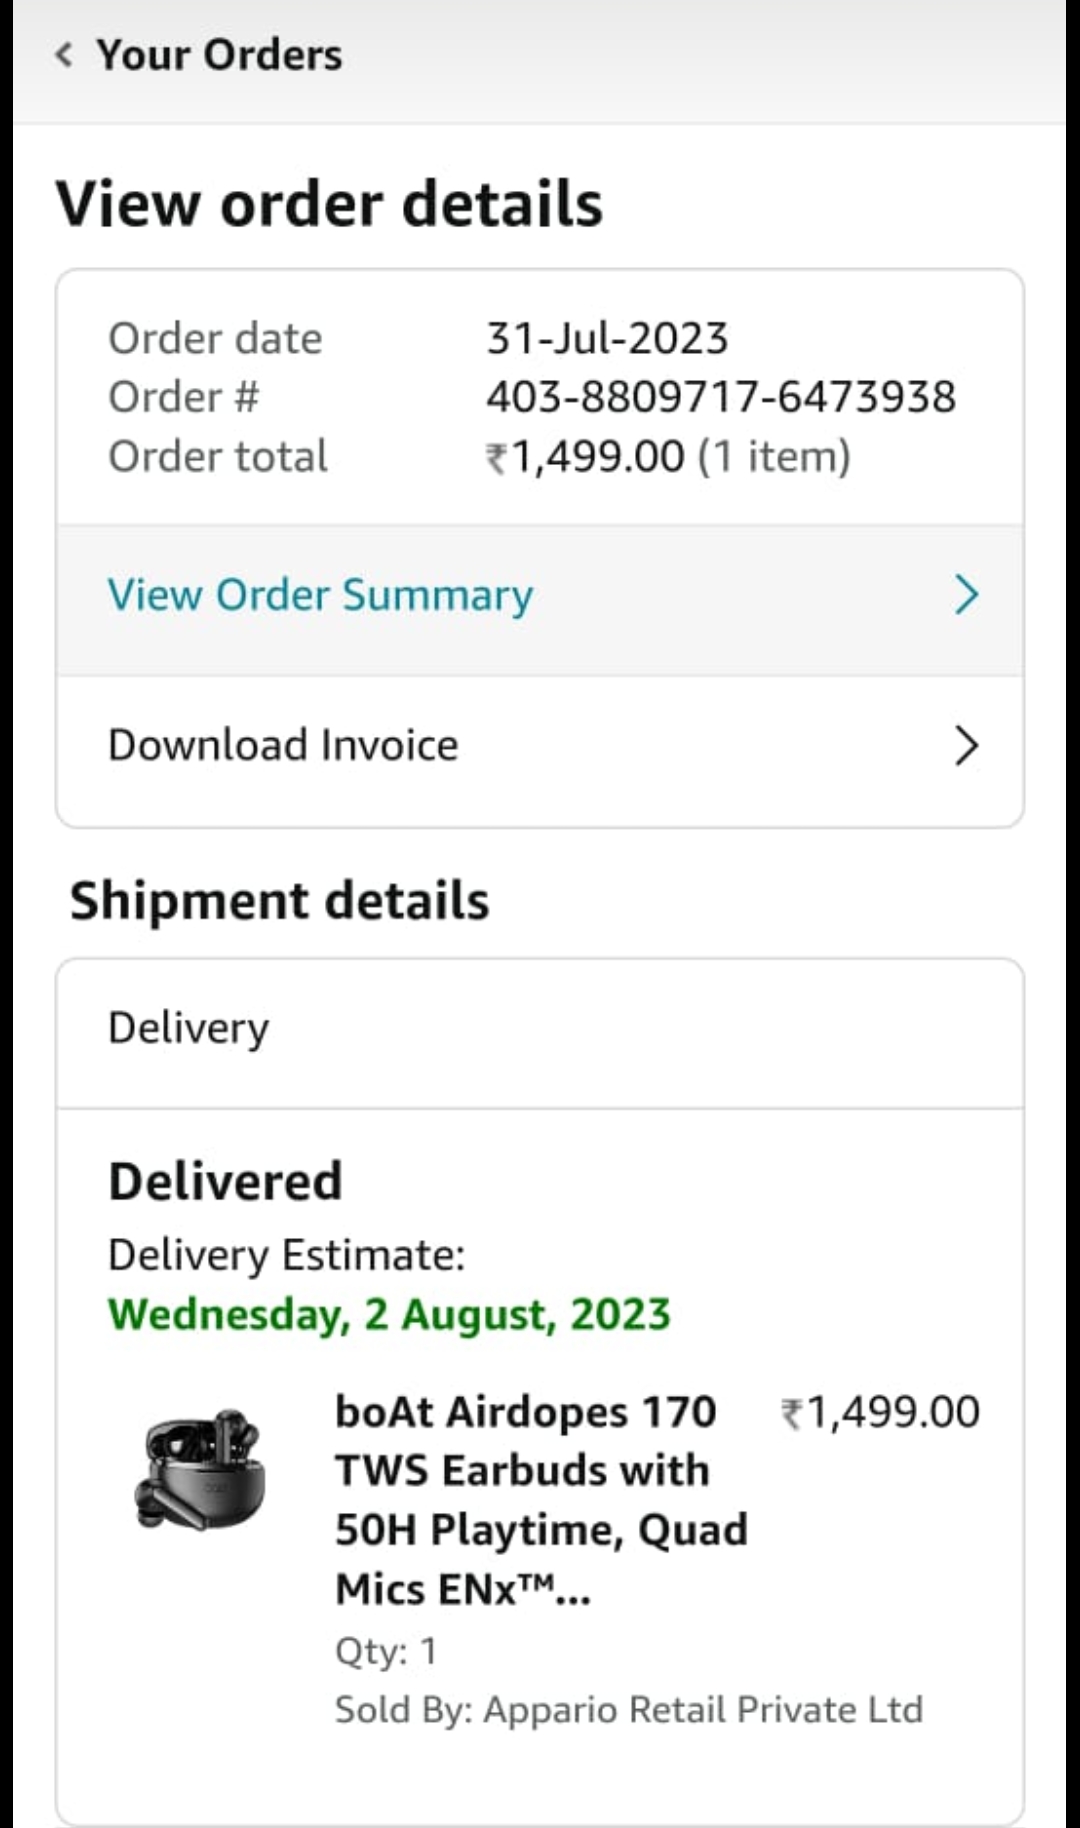 Your Orders
View order details
Order date 31-Jul-2023
Order # 403-8809717-6473938
Order total ₹1,499.00 (1 item)
View Order Summary
Download Invoice
Shipment details
Delivery
Delivered
Delivery Estimate:
Wednesday, 2 August, 2023
boAt Airdopes 170 ₹1,499.00
TWS Earbuds with
50H Playtime, Quad
Mics ENx™...
Qty: 1
Sold By: Appario Retail Private Ltd